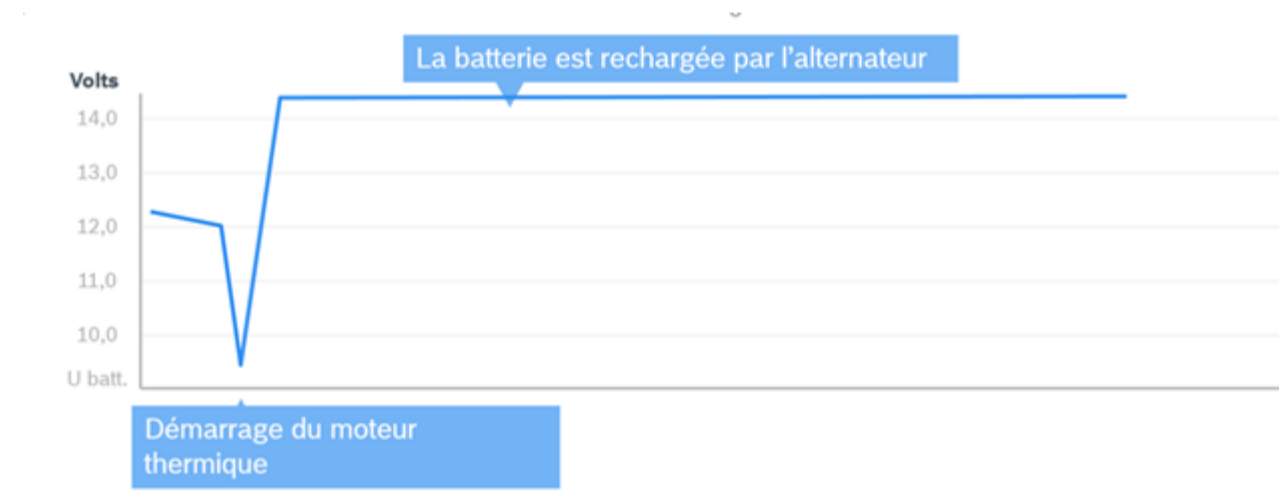 La batterie est rechargée par l'alternateur
Volts
14,0
13,0
12,0
11,0
10,0
U batt.
Démarrage du moteur
thermique